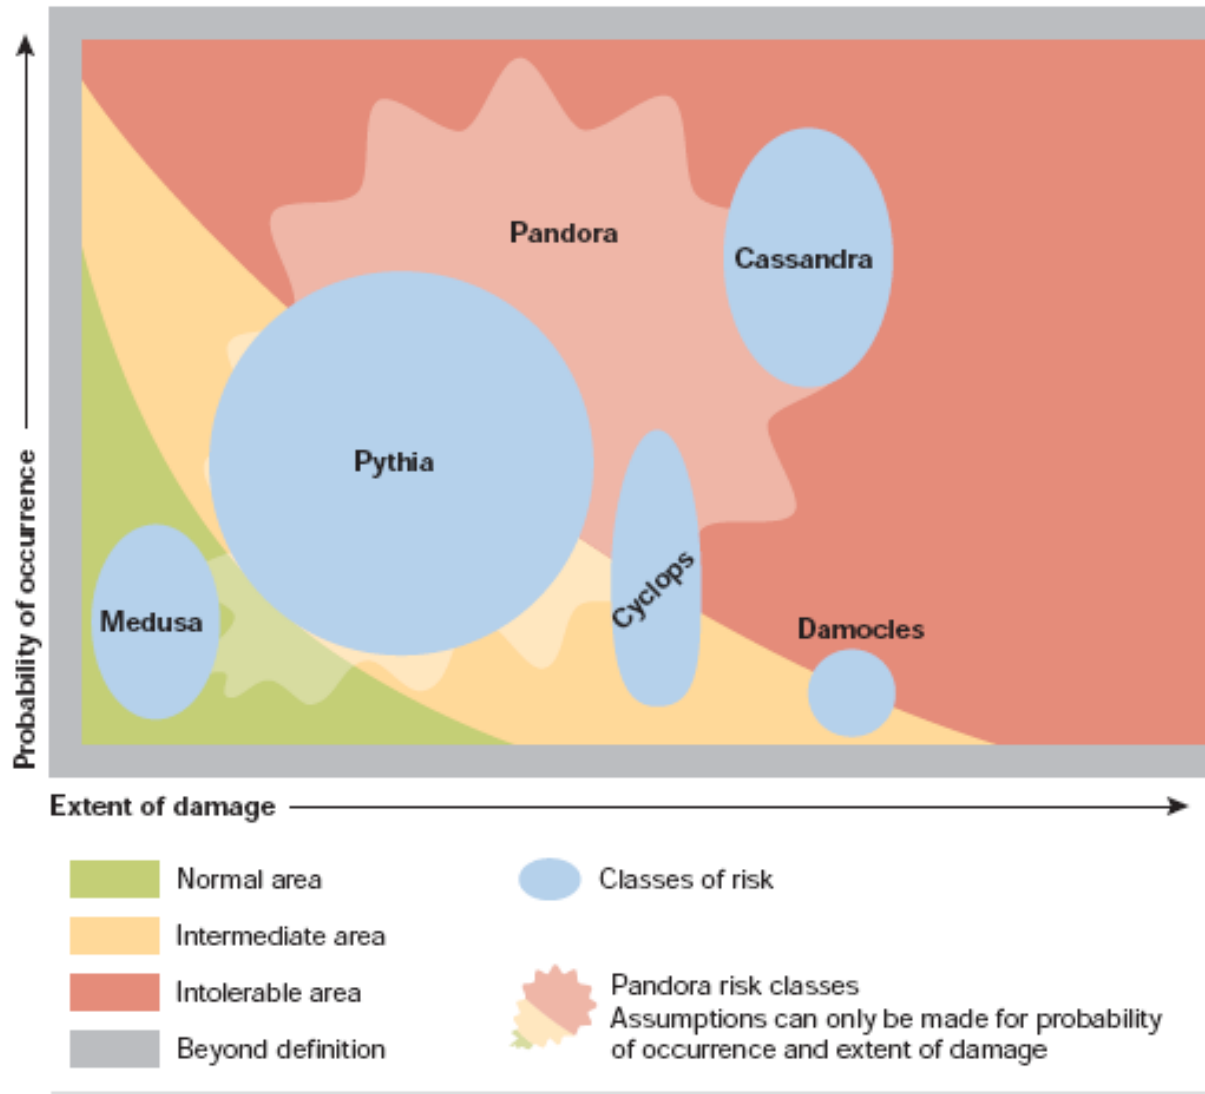 Probability of occurrence
Pandora
Cassandra
Pythia
Cyclops
Medusa
Damocles
Extent of damage
Normal area
Intermediate area
Intolerable area
Beyond definition
Classes of risk
Pandora risk classes
Assumptions can only be made for probability
of occurrence and extent of damage